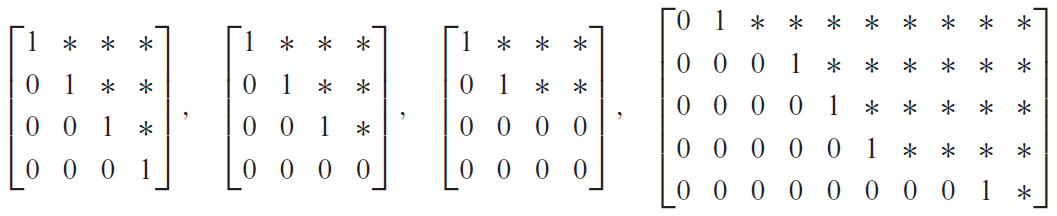 1 * * *
0 1 * *
0 0 1 *
0 0 0 1
,
1 * * *
0 1 * *
0 0 1 *
0 0 0 0
,
1 * * *
0 1 * *
0 0 0 0
0 0 0 0
,
0 1 * * * * * * * *
0 0 0 1 * * * * * *
0 0 0 0 1 * * * * *
0 0 0 0 0 1 * * * *
0 0 0 0 0 0 0 0 1 *